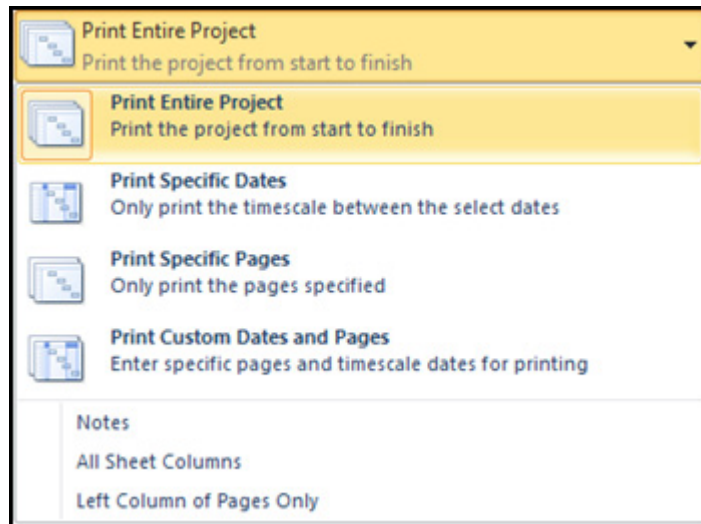 Print Entire Project
Print the project from start to finish
Print Entire Project
Print the project from start to finish
Print Specific Dates
Only print the timescale between the select dates
Print Specific Pages
Only print the pages specified
Print Custom Dates and Pages
Enter specific pages and timescale dates for printing
Notes
All Sheet Columns
Left Column of Pages Only